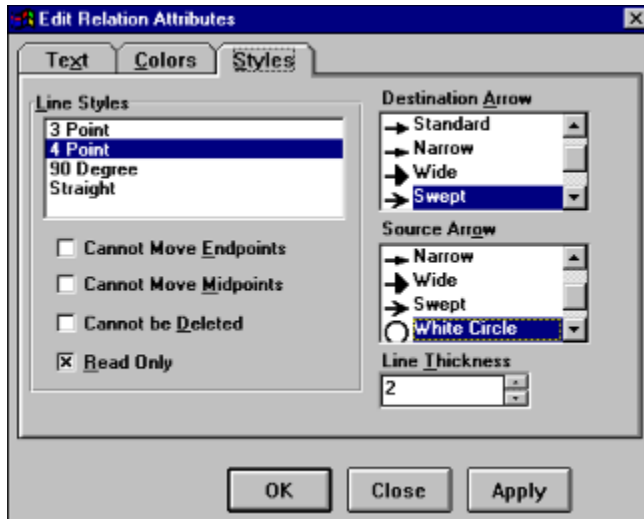 Edit Relation Attributes
Text Colors Styles
Line Styles
3 Point
4 Point
90 Degree
Straight
Cannot Move Endpoints
Cannot Move Midpoints
Cannot be Deleted
Read Only
Destination Arrow
Standard
Narrow
Wide
Swept
Source Arrow
Narrow
Wide
Swept
White Circle
Line Thickness
2
OK Close Apply